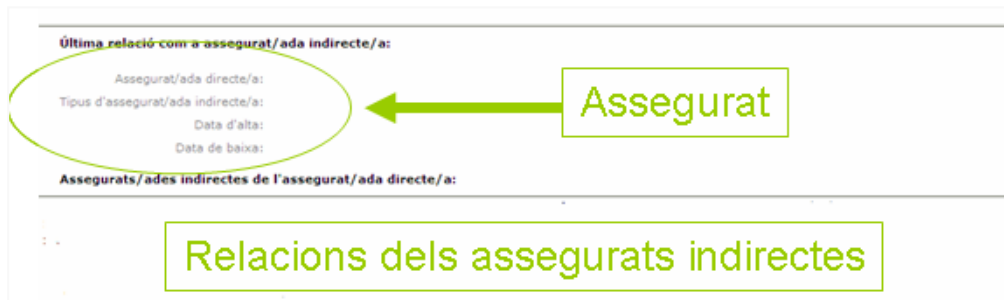 Última relació com a assegurat/ada indirecte/a:
Assegurat/ada directe/a:
Tipus d'assegurat/ada indirecte/a:
Assegurat
Data d'alta:
Data de baixa:
Assegurats/ades indirectes de l'assegurat/ada directe/a:
Relacions dels assegurats indirectes